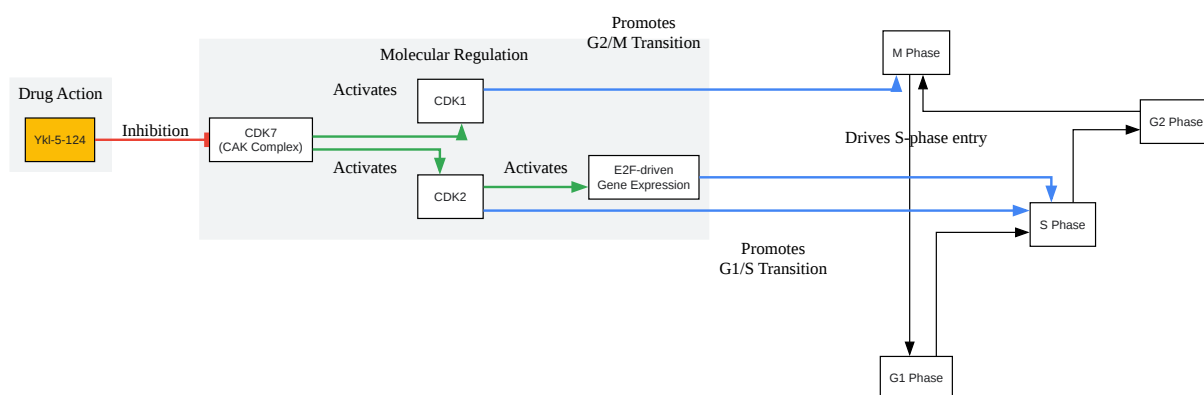 Promotes
G2/M Transition
Molecular Regulation
M Phase
Drug Action
Activates
CDK1
G2 Phase
Ykl-5-124
Inhibition
CDK7
(CAK Complex)
Drives S-phase entry
Activates
Activates
E2F-driven
Gene Expression
CDK2
S Phase
Promotes
G1/S Transition
G1 Phase